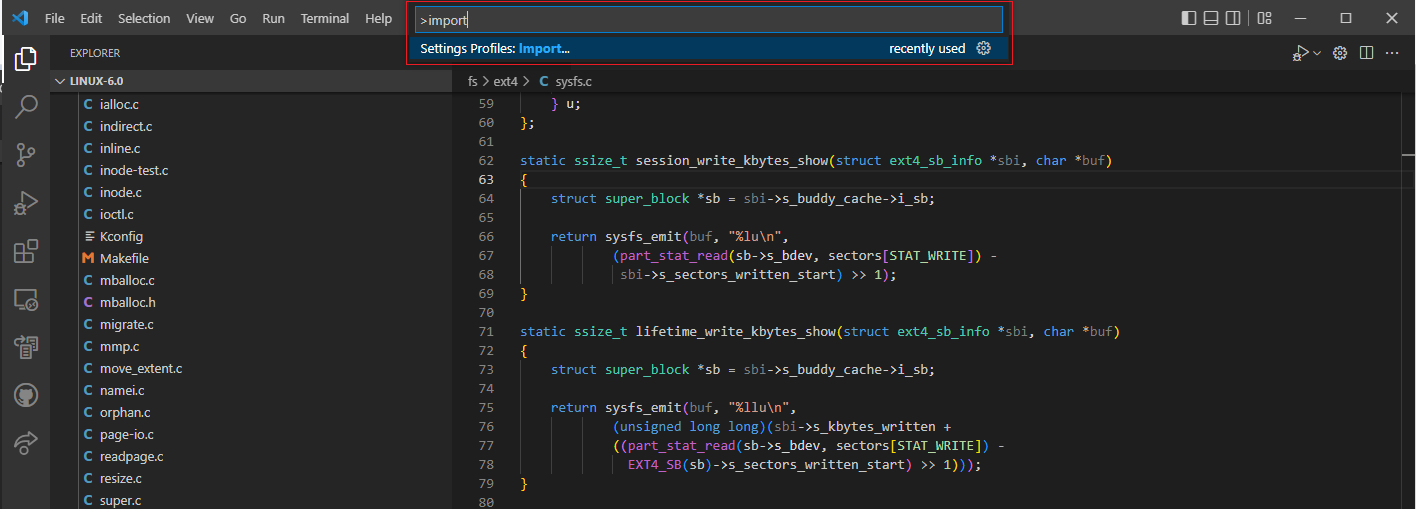 File Edit Selection View Go Run Terminal Help
>import
Settings Profiles: Import... recently used
EXPLORER
LINUX-6.0
ialloc.c
indirect.c
inline.c
inode-test.c
inode.c
ioctl.c
Kconfig
M Makefile
C mballoc.c
C mballoc.h
C migrate.c
C mmp.c
C move_extent.c
C namei.c
C orphan.c
C page-io.c
C readpage.c
C resize.c
C super.c
fs > ext4 > C sysfs.c
59 } u;
60 };
61
62 static ssize_t session_write_kbytes_show(struct ext4_sb_info *sbi, char *buf)
63 {
64 struct super_block *sb = sbi->s_buddy_cache->i_sb;
65
66 return sysfs_emit(buf, "%lu\n",
67 (part_stat_read(sb->s_bdev, sectors[STAT_WRITE]) -
68 sbi->s_sectors_written_start) >> 1);
69 }
70
71 static ssize_t lifetime_write_kbytes_show(struct ext4_sb_info *sbi, char *buf)
72 {
73 struct super_block *sb = sbi->s_buddy_cache->i_sb;
74
75 return sysfs_emit(buf, "%llu\n",
76 (unsigned long long)(sbi->s_kbytes_written +
77 ((part_stat_read(sb->s_bdev, sectors[STAT_WRITE]) -
78 EXT4_SB(sb)->s_sectors_written_start) >> 1)));
79 }
80